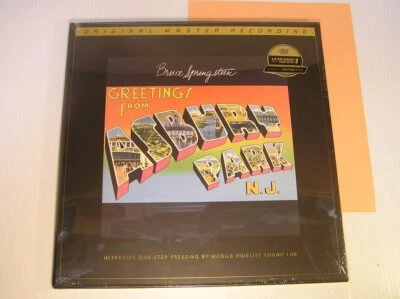 ORIGINAL MASTER RECORDING
Bruce Springsteen
GREETINGS
FROM
ASBURY
PARK
N.J.
ULTRADISC ONE-STEP PRESSING BY MOBILE FIDELITY SOUND LAB